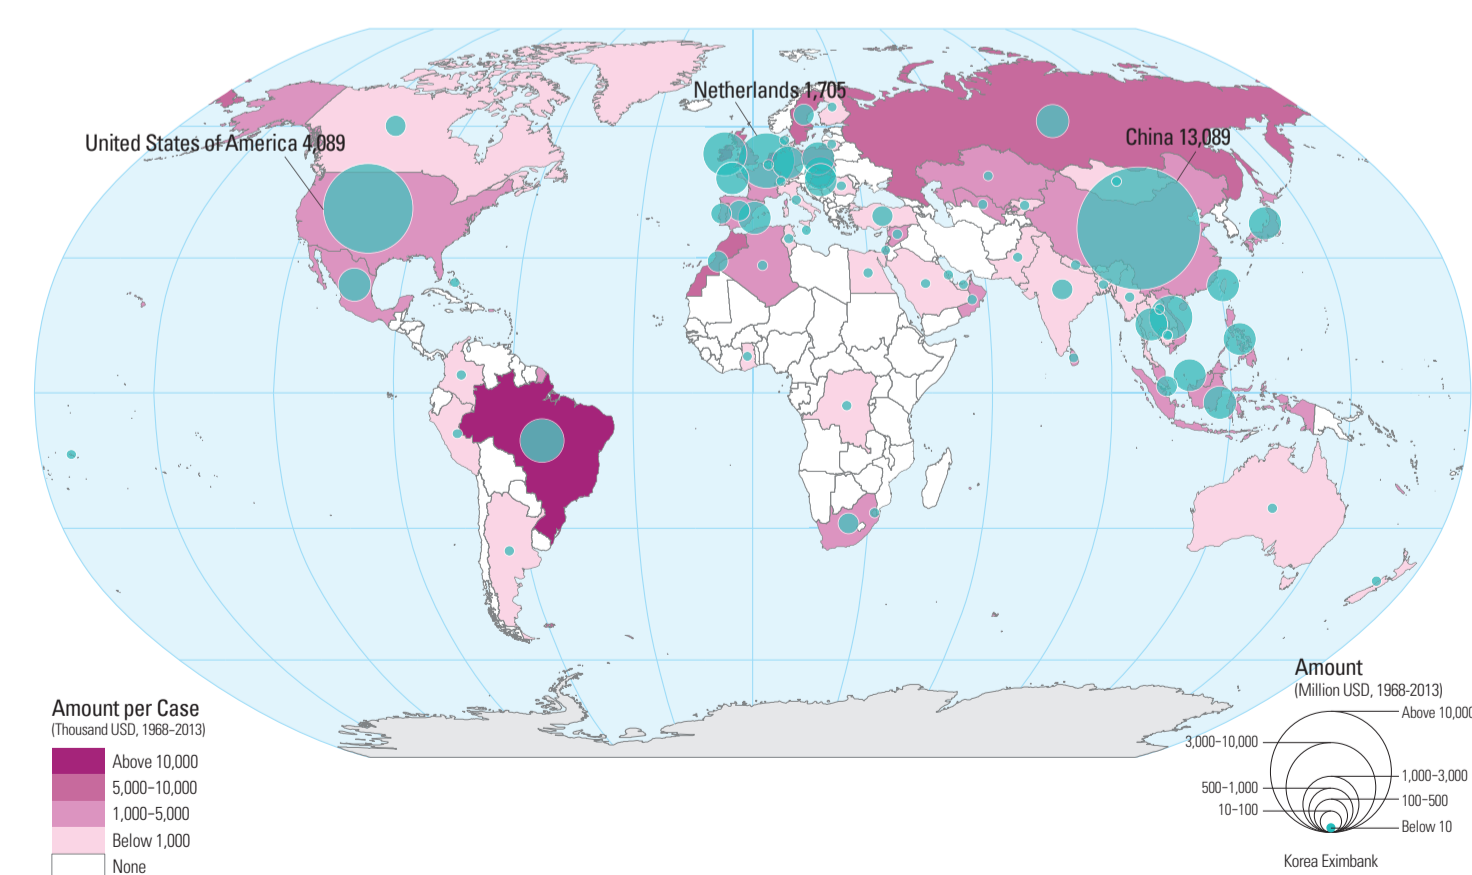 Netherlands 1,705
United States of America 4,089
China 13,089
Amount per Case
(Thousand USD, 1968-2013)
Above 10,000
5,000-10,000
1,000-5,000
Below 1,000
None
Amount
(Million USD, 1968-2013)
Above 10,000
3,000-10,000
1,000-3,000
500-1,000
100-500
10-100
Below 10
Korea Eximbank